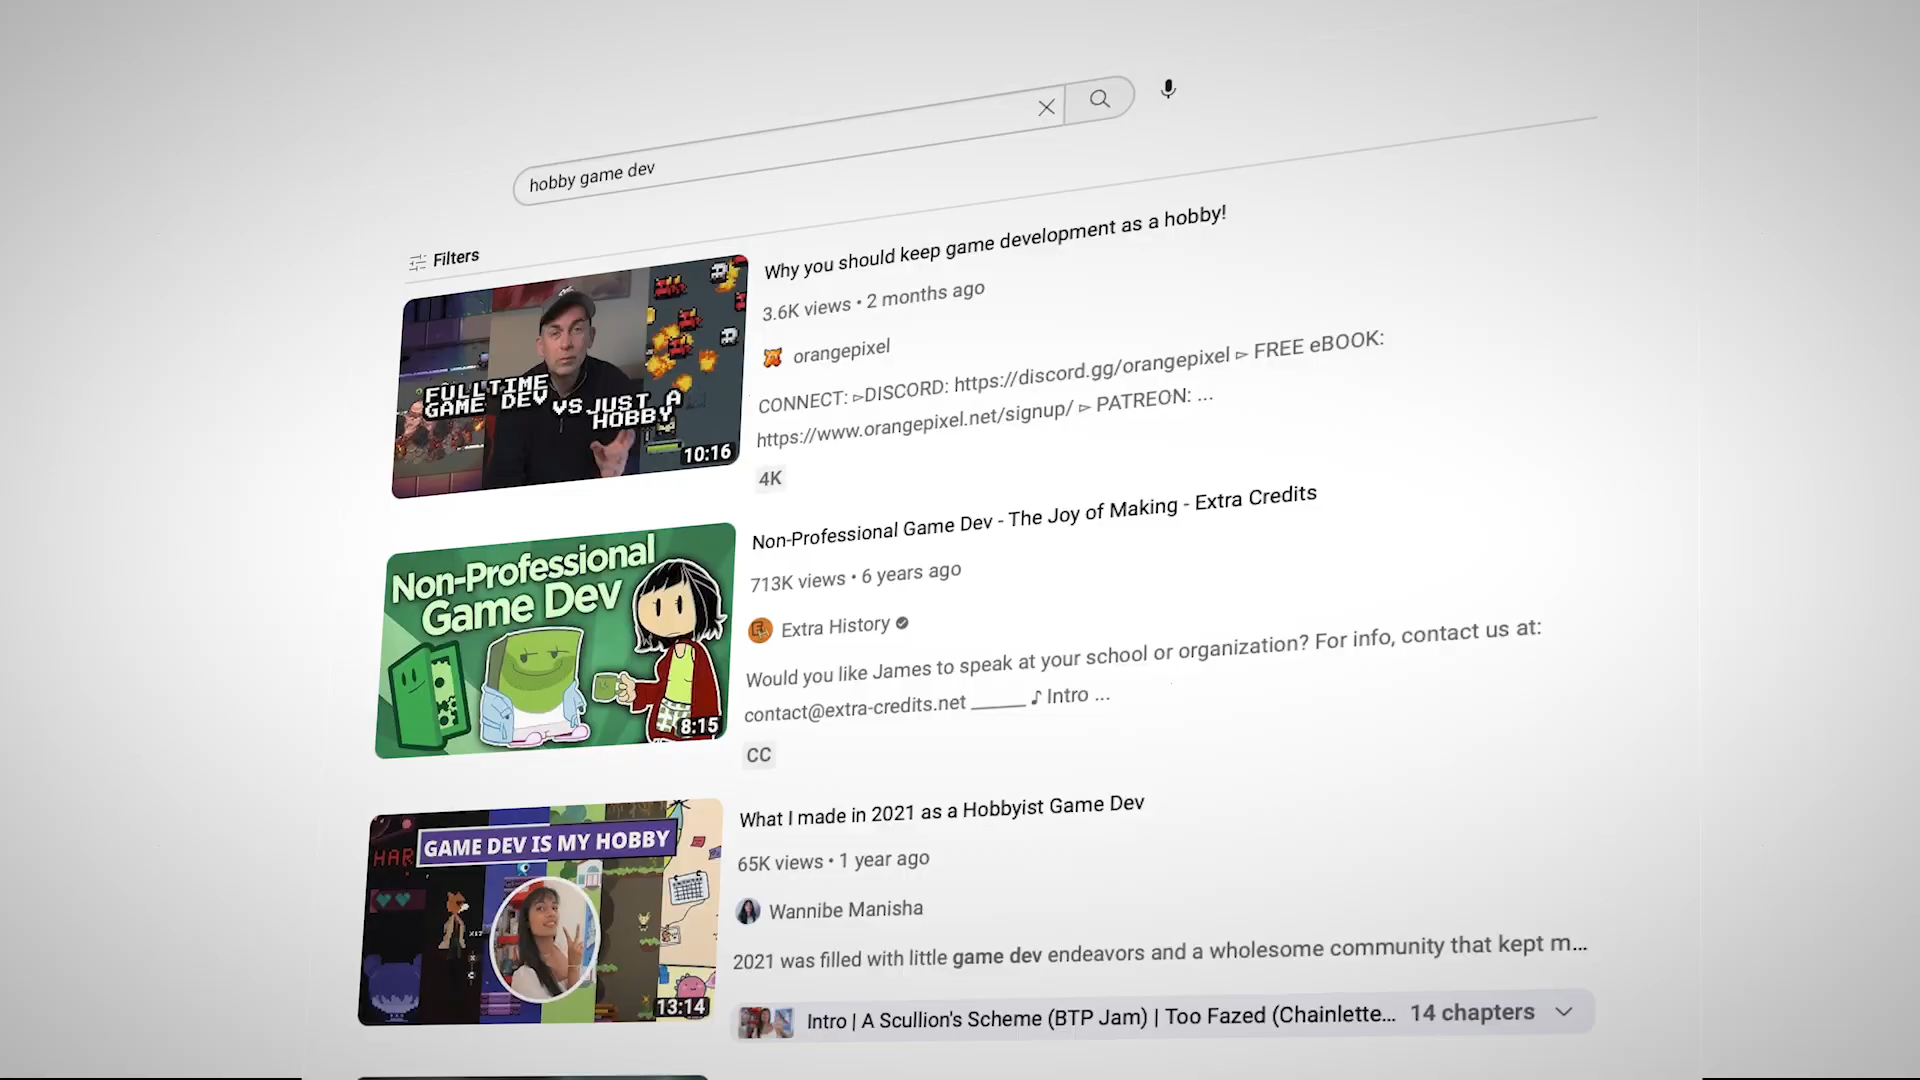 hobby game dev
Filters
FULLTIME
GAME DEV VS JUST A
HOBBY
10:16
Why you should keep game development as a hobby!
3.6K views • 2 months ago
orangepixel
CONNECT: ▻DISCORD: https://discord.gg/orangepixel ▻ FREE eBOOK:
https://www.orangepixel.net/signup/ ▻ PATREON: ...
4K
Non-Professional
Game Dev
8:15
Non-Professional Game Dev - The Joy of Making - Extra Credits
713K views • 6 years ago
Extra History
Would you like James to speak at your school or organization? For info, contact us at:
contact@extra-credits.net _____ ♪ Intro ...
CC
HAR
GAME DEV IS MY HOBBY
13:14
What I made in 2021 as a Hobbyist Game Dev
65K views • 1 year ago
Wannibe Manisha
2021 was filled with little game dev endeavors and a wholesome community that kept m...
Intro | A Scullion's Scheme (BTP Jam) | Too Fazed (Chainlette... 14 chapters